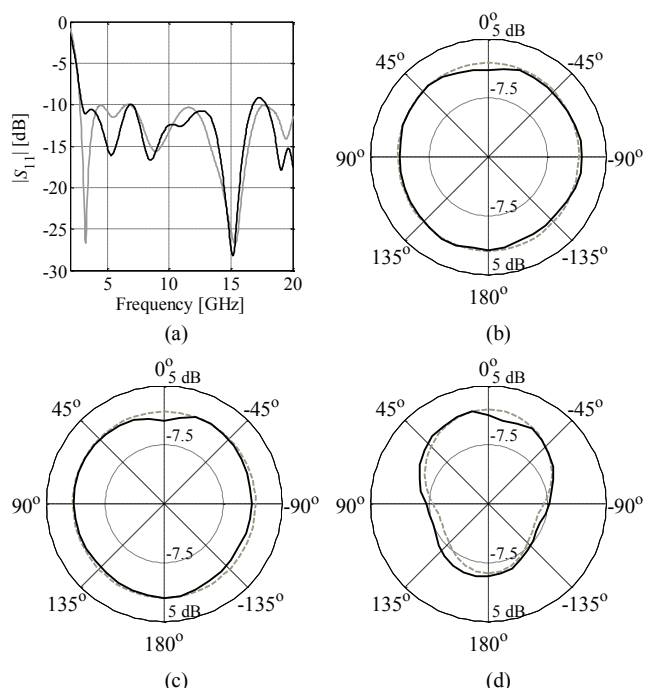 0
-5
-10
-15
-20
-25
-30
|S11| [dB]
5 10 15 20
Frequency [GHz]
(a)
0o
5 dB
45o -45o
-7.5
90o -90o
-7.5
135o -135o
5 dB
180o
(b)
0o
5 dB
45o -45o
-7.5
90o -90o
-7.5
135o -135o
5 dB
180o
(c)
0o
5 dB
45o -45o
-7.5
90o -90o
-7.5
135o -135o
5 dB
180o
(d)